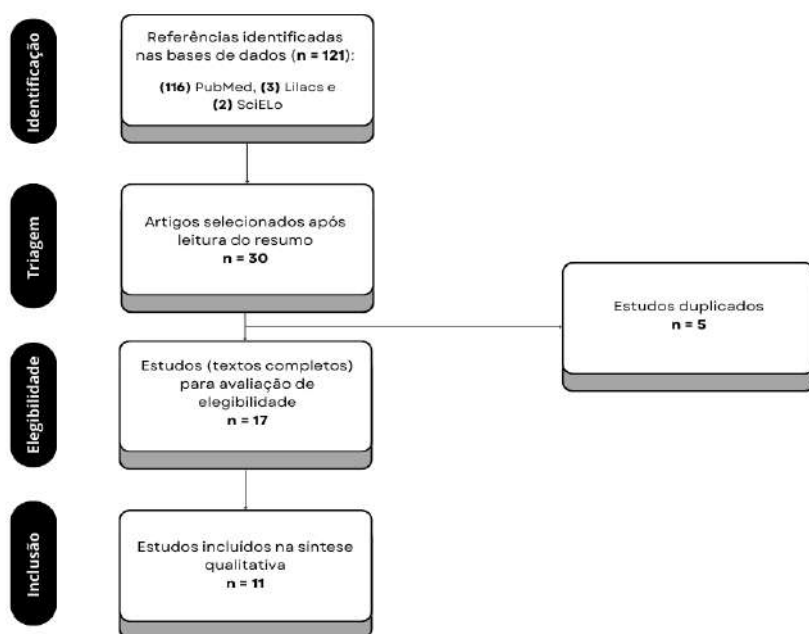 Identificação
Referências identificadas
nas bases de dados (n = 121):
(116) PubMed, (3) Lilacs e
(2) SciELo
Triagem
Artigos selecionados após
leitura do resumo
n = 30
Estudos duplicados
n = 5
Elegibilidade
Estudos (textos completos)
para avaliação de
elegibilidade
n = 17
Inclusão
Estudos incluídos na síntese
qualitativa
n = 11